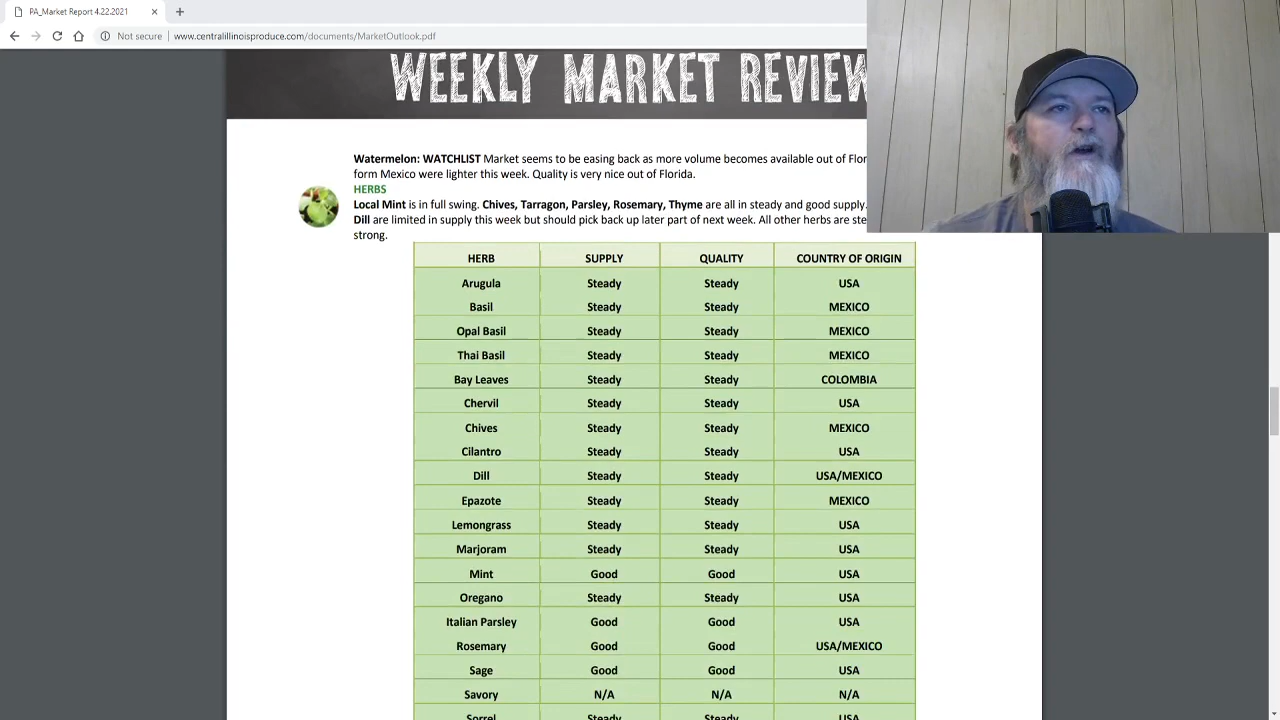 PA_Market Report 4.22.2021
Not secure
www.centralillinoisproduce.com/documents/MarketOutlook.pdf
WEEKLY MARKET REVIEW
Watermelon: WATCHLIST Market seems to be easing back as more volume becomes available out of
form Mexico were lighter this week. Quality is very nice out of Florida.
HERBS
Local Mint is in full swing. Chives, Tarragon, Parsley, Rosemary, Thyme are all in steady and good supply.
Dill are limited in supply this week but should pick back up later part of next week. All other herbs are
strong.
HERB SUPPLY QUALITY COUNTRY OF ORIGIN
Arugula Steady Steady USA
Basil Steady Steady MEXICO
Opal Basil Steady Steady MEXICO
Thai Basil Steady Steady MEXICO
Bay Leaves Steady Steady COLOMBIA
Chervil Steady Steady USA
Chives Steady Steady MEXICO
Cilantro Steady Steady USA
Dill Steady Steady USA/MEXICO
Epazote Steady Steady MEXICO
Lemongrass Steady Steady USA
Marjoram Steady Steady USA
Mint Good Good USA
Oregano Steady Steady USA
Italian Parsley Good Good USA
Rosemary Good Good USA/MEXICO
Sage Good Good USA
Savory N/A N/A N/A
Sorrel Steady Steady USA